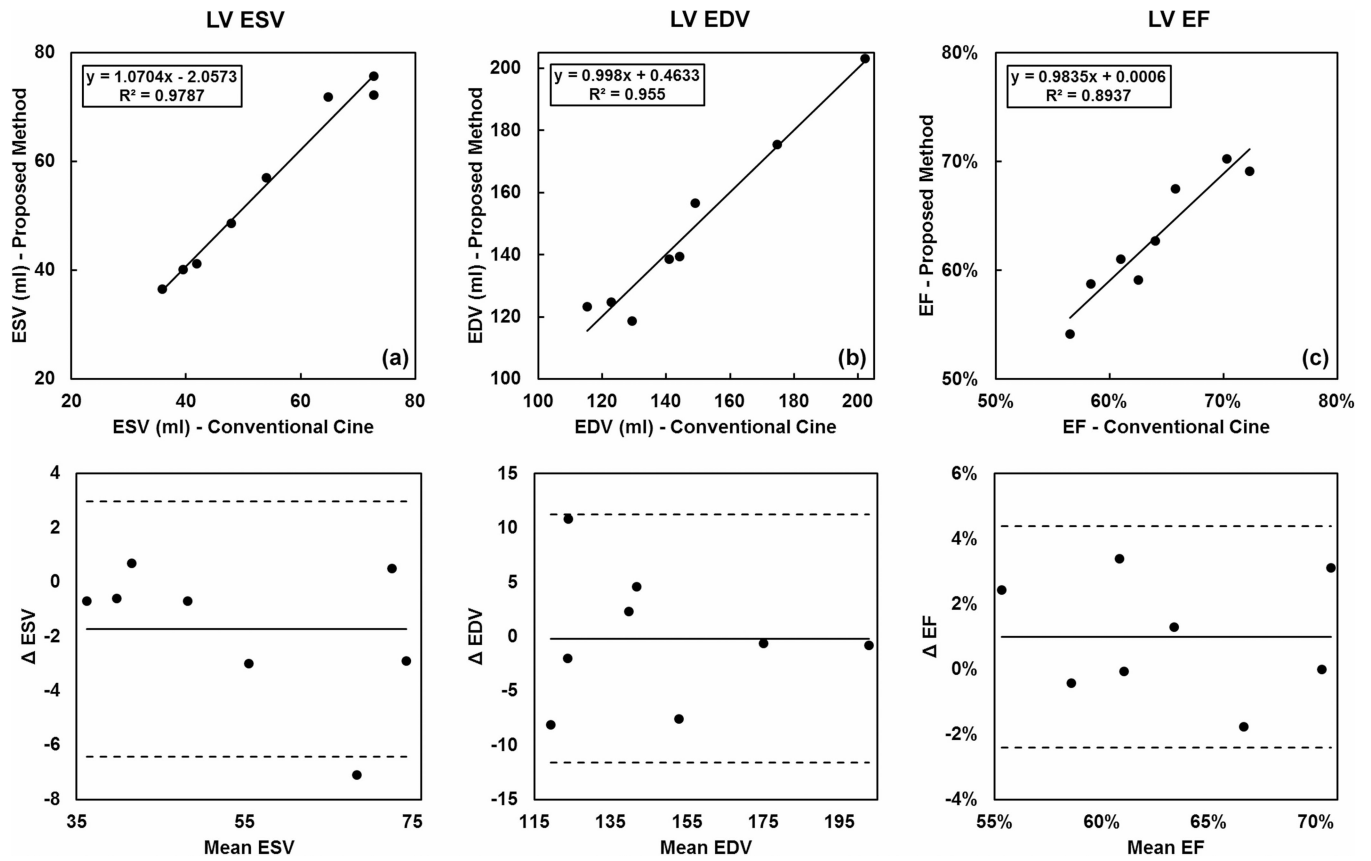 LV ESV
LV EDV
LV EF
ESV (ml) - Proposed Method
80
60
40
20
y = 1.0704x - 2.0573
R² = 0.9787
(a)
20 40 60 80
ESV (ml) - Conventional Cine
EDV (ml) - Proposed Method
200
180
160
140
120
100
y = 0.998x + 0.4633
R² = 0.955
(b)
100 120 140 160 180 200
EDV (ml) - Conventional Cine
EF - Proposed Method
80%
70%
60%
50%
y = 0.9835x + 0.0006
R² = 0.8937
(c)
50% 60% 70% 80%
EF - Conventional Cine
Δ ESV
4
2
0
-2
-4
-6
-8
35 55 75
Mean ESV
Δ EDV
15
10
5
0
-5
-10
-15
115 135 155 175 195
Mean EDV
Δ EF
6%
4%
2%
0%
-2%
-4%
55% 60% 65% 70%
Mean EF